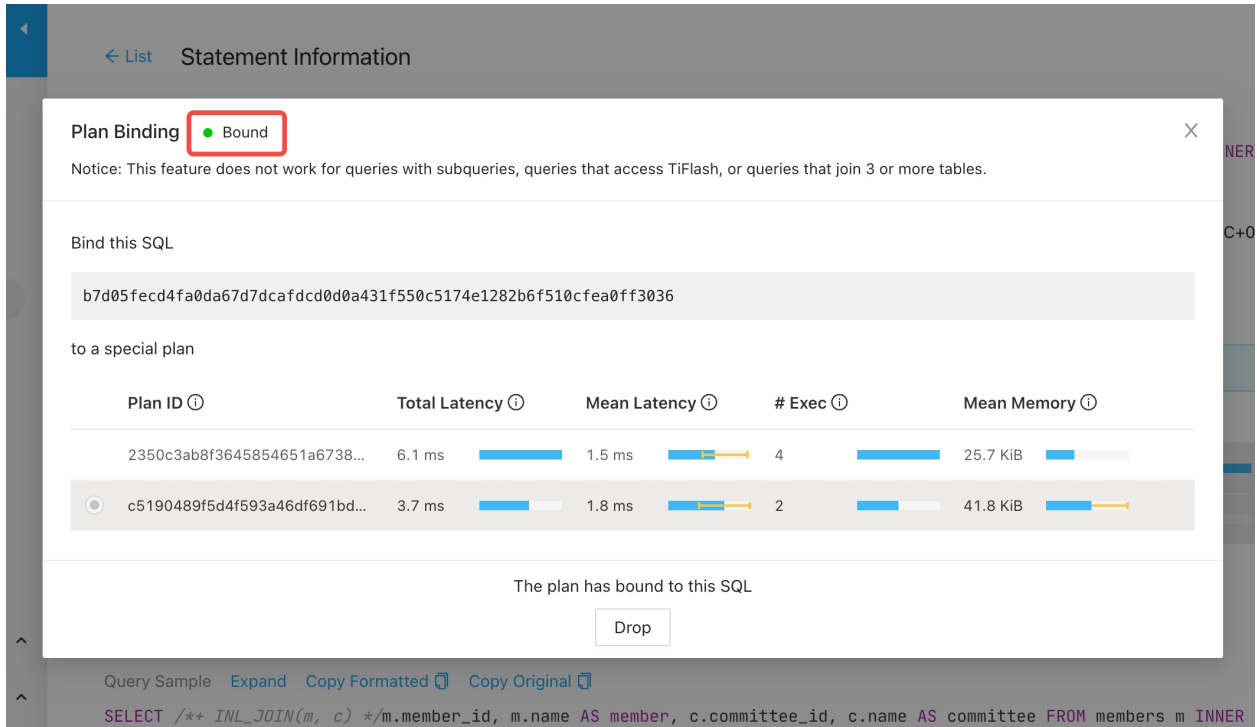 List Statement Information
Plan Binding Bound
Notice: This feature does not work for queries with subqueries, queries that access TiFlash, or queries that join 3 or more tables.
NER
C+0
Bind this SQL
b7d05fecd4fa0da67d7dcafdcd0d0a431f550c5174e1282b6f510cfea0ff3036
to a special plan
Plan ID Total Latency Mean Latency # Exec Mean Memory
2350c3ab8f3645854651a6738... 6.1 ms 1.5 ms 4 25.7 KiB
c5190489f5d4f593a46df691bd... 3.7 ms 1.8 ms 2 41.8 KiB
The plan has bound to this SQL
Drop
Query Sample Expand Copy Formatted Copy Original
SELECT /*+ INL_JOIN(m, c) */m.member_id, m.name AS member, c.committee_id, c.name AS committee FROM members m INNER